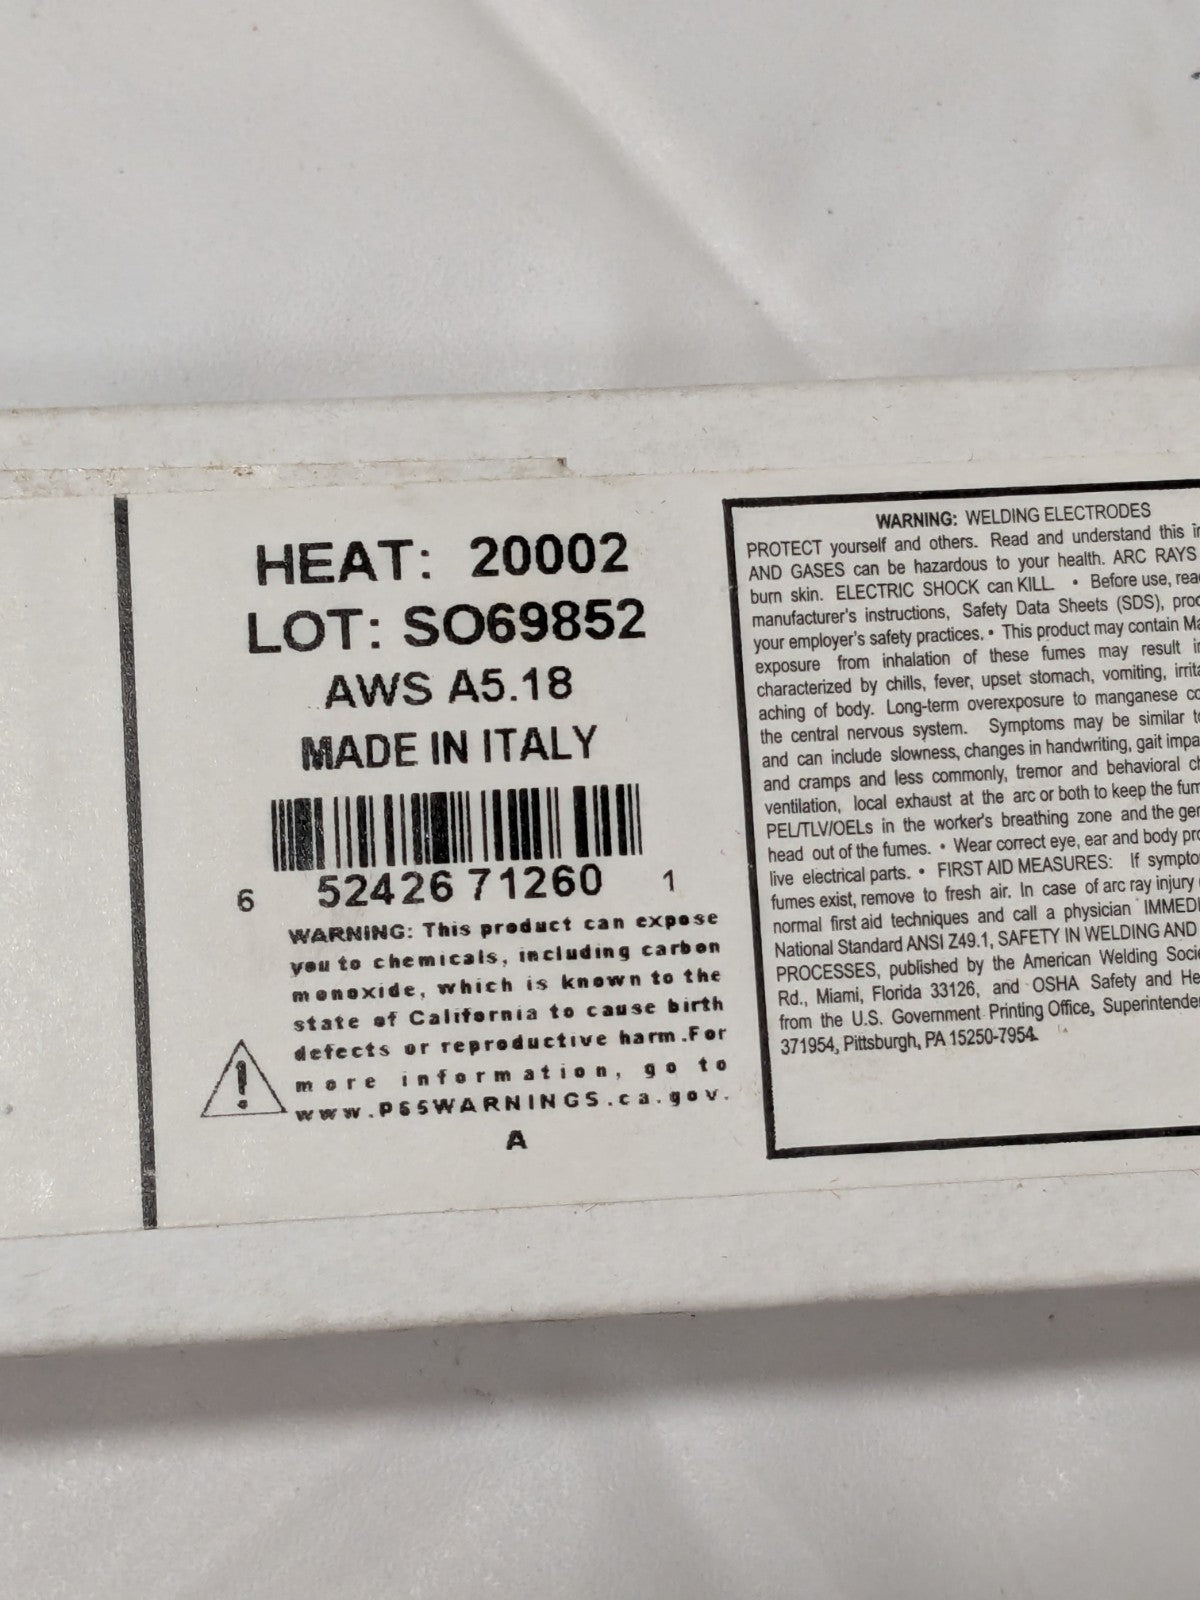 HEAT: 20002
LOT: SO69852
AWS A5.18
MADE IN ITALY
6 52426 71260 1
WARNING: This product can expose
you to chemicals, including carbon
monoxide, which is known to the
state of California to cause birth
defects or reproductive harm.For
more information, go to
www.P65WARNINGS.ca.gov.
A
WARNING: WELDING ELECTRODES
PROTECT yourself and others. Read and understand this
AND GASES can be hazardous to your health. ARC RAYS
burn skin. ELECTRIC SHOCK can KILL. • Before use,
manufacturer's instructions, Safety Data Sheets (SDS),
your employer's safety practices. • This product may contain
exposure from inhalation of these fumes may result
characterized by chills, fever, upset stomach, vomiting,
aching of body. Long-term overexposure to manganese
the central nervous system. Symptoms may be similar
and can include slowness, changes in handwriting, gait
and cramps and less commonly, tremor and behavioral
ventilation, local exhaust at the arc or both to keep the
PEL/TLV/OELs in the worker's breathing zone and the
head out of the fumes. • Wear correct eye, ear and body
live electrical parts. • FIRST AID MEASURES: If
fumes exist, remove to fresh air. In case of arc ray injury
normal first aid techniques and call a physician
National Standard ANSI Z49.1, SAFETY IN WELDING AND
PROCESSES, published by the American Welding
Rd., Miami, Florida 33126, and OSHA Safety and
from the U.S. Government Printing Office,
371954, Pittsburgh, PA 15250-7954.